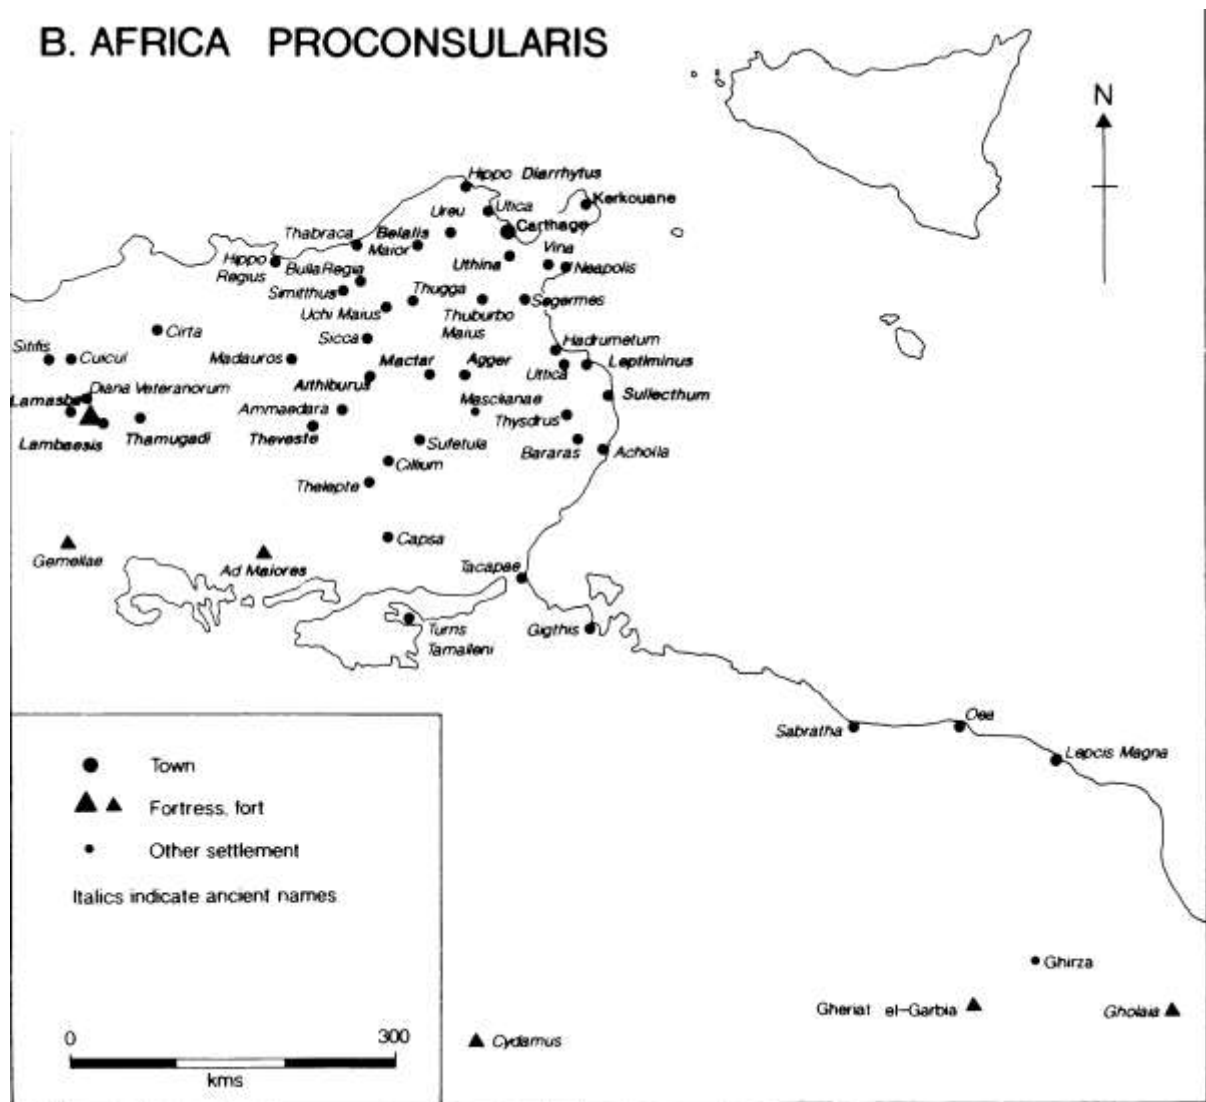 B. AFRICA PROCONSULARIS
N
Hippo Diarrhytus
Kerkouane
Utica
Ureu
Carthage
Thabraca
Belalis
Maior
Vina
Hippo
Regius
Bulla Regia
Uthina
Neapolis
Simitthus
Thugga
Segermes
Uchi Maius
Thuburbo
Maius
Cirta
Sicca
Hadrumetum
Sitifis
Cuicul
Madauros
Mactar
Agger
Uttica
Leptiminus
Diana Veteranorum
Althiburus
Lamasba
Ammaedara
Masclianae
Sullecthum
Thysdrus
Lambaesis
Thamugadi
Theveste
Sufetula
Bararas
Acholla
Cillium
Thelepte
Capsa
Gemellae
Ad Maiores
Tacapae
Turris
Tamalleni
Gigthis
Sabratha
Oea
Lepcis Magna
Town
Fortress, fort
Other settlement
Italics indicate ancient names
Ghirza
Gheriat el-Garbia
Gholaia
0
300
kms
Cydamus